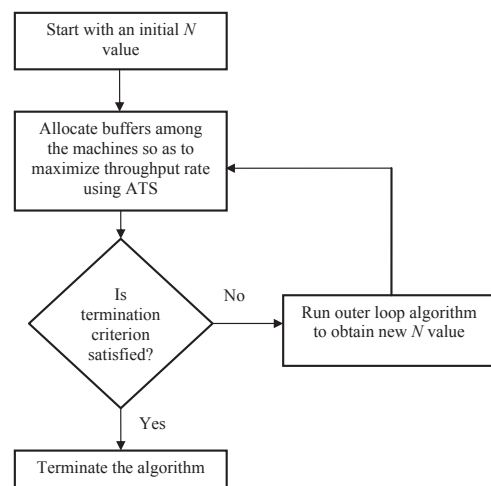 Start with an initial N
value
Allocate buffers among
the machines so as to
maximize throughput rate
using ATS
Is
termination
criterion
satisfied?
No
Run outer loop algorithm
to obtain new N value
Yes
Terminate the algorithm